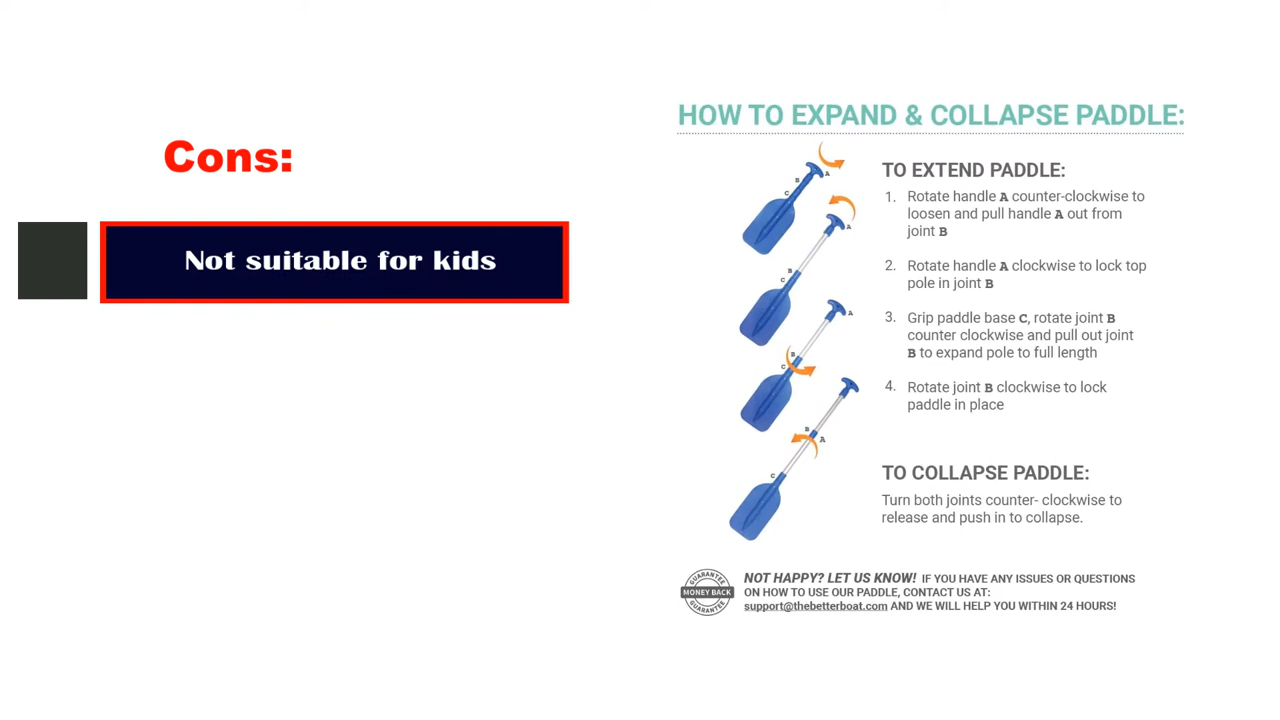 Cons:
Not suitable for kids
HOW TO EXPAND & COLLAPSE PADDLE:
TO EXTEND PADDLE:
1. Rotate handle A counter-clockwise to
loosen and pull handle A out from
joint B
2. Rotate handle A clockwise to lock top
pole in joint B
3. Grip paddle base C, rotate joint B
counter clockwise and pull out joint
B to expand pole to full length
4. Rotate joint B clockwise to lock
paddle in place
TO COLLAPSE PADDLE:
Turn both joints counter- clockwise to
release and push in to collapse.
A
B
C
A
B
C
A
B
C
B
A
C
GUARANTEE
MONEY BACK
GUARANTEE
NOT HAPPY? LET US KNOW! IF YOU HAVE ANY ISSUES OR QUESTIONS
ON HOW TO USE OUR PADDLE, CONTACT US AT:
support@thebetterboat.com AND WE WILL HELP YOU WITHIN 24 HOURS!